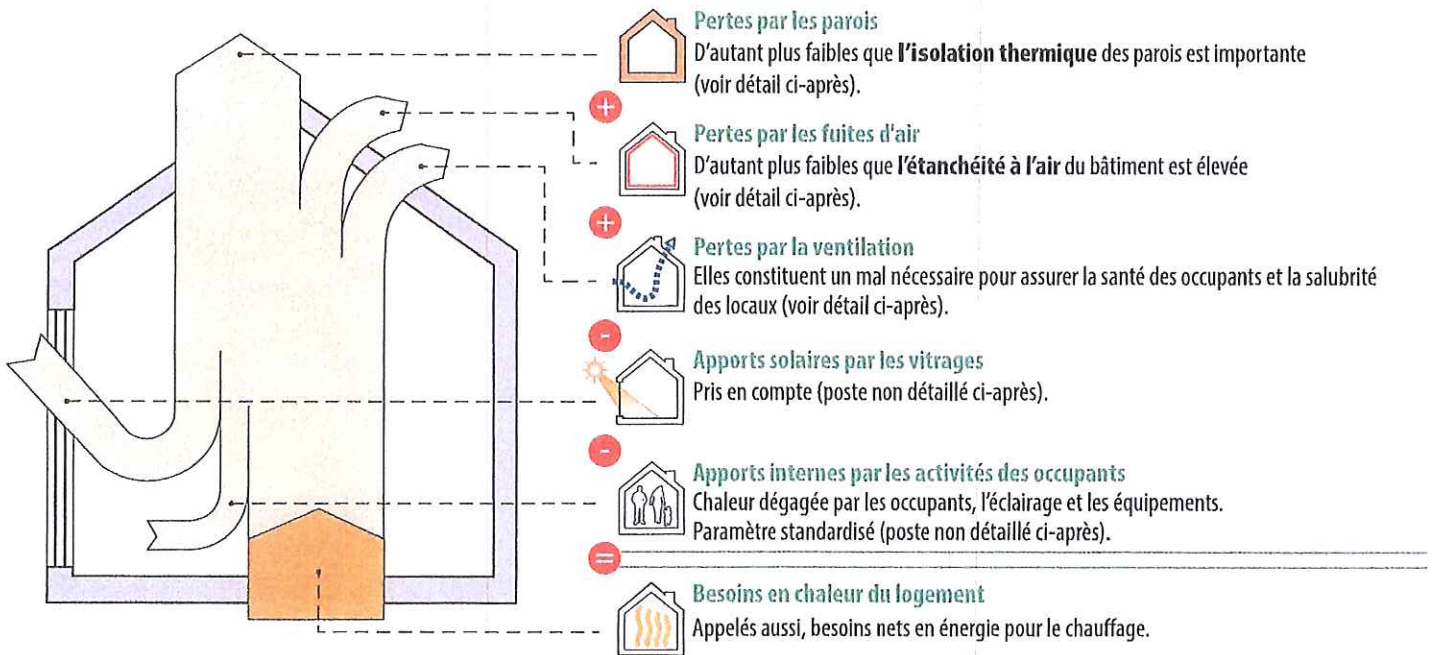 Pertes par les parois
D'autant plus faibles que l'isolation thermique des parois est importante
(voir détail ci-après).
+
Pertes par les fuites d'air
D'autant plus faibles que l'étanchéité à l'air du bâtiment est élevée
(voir détail ci-après).
+
Pertes par la ventilation
Elles constituent un mal nécessaire pour assurer la santé des occupants et la salubrité
des locaux (voir détail ci-après).
-
Apports solaires par les vitrages
Pris en compte (poste non détaillé ci-après).
-
Apports internes par les activités des occupants
Chaleur dégagée par les occupants, l'éclairage et les équipements.
Paramètre standardisé (poste non détaillé ci-après).
=
Besoins en chaleur du logement
Appelés aussi, besoins nets en énergie pour le chauffage.